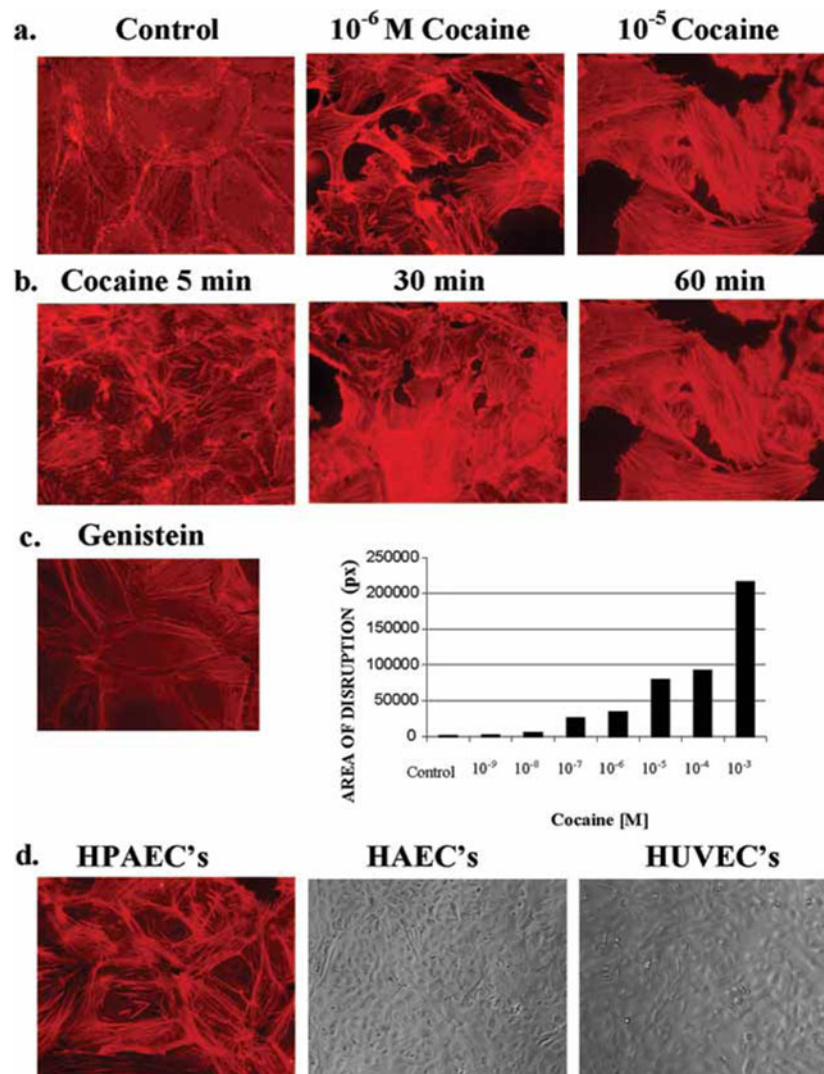 a. Control 10⁻⁶ M Cocaine 10⁻⁵ Cocaine
b. Cocaine 5 min 30 min 60 min
c. Genistein
AREA OF DISRUPTION (px)
250000
200000
150000
100000
50000
0
Control 10⁻⁹ 10⁻⁸ 10⁻⁷ 10⁻⁶ 10⁻⁵ 10⁻⁴ 10⁻³
Cocaine [M]
d. HPAEC's HAEC's HUVEC's